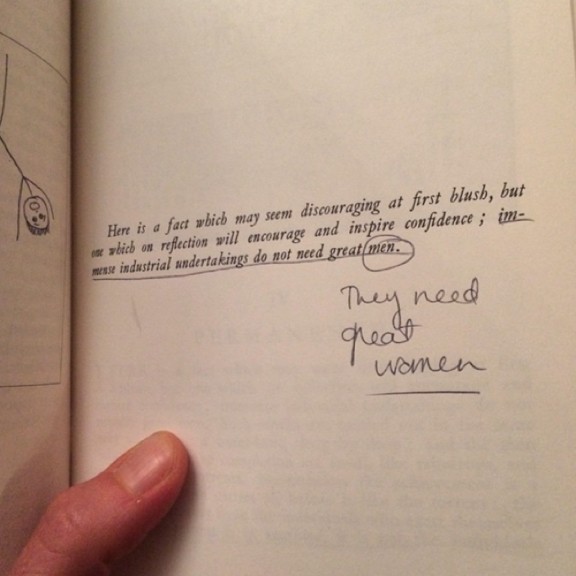 Here is a fact which may seem discouraging at first blush, but
one which on reflection will encourage and inspire confidence ; im-
mense industrial undertakings do not need great men.
They need
great
women